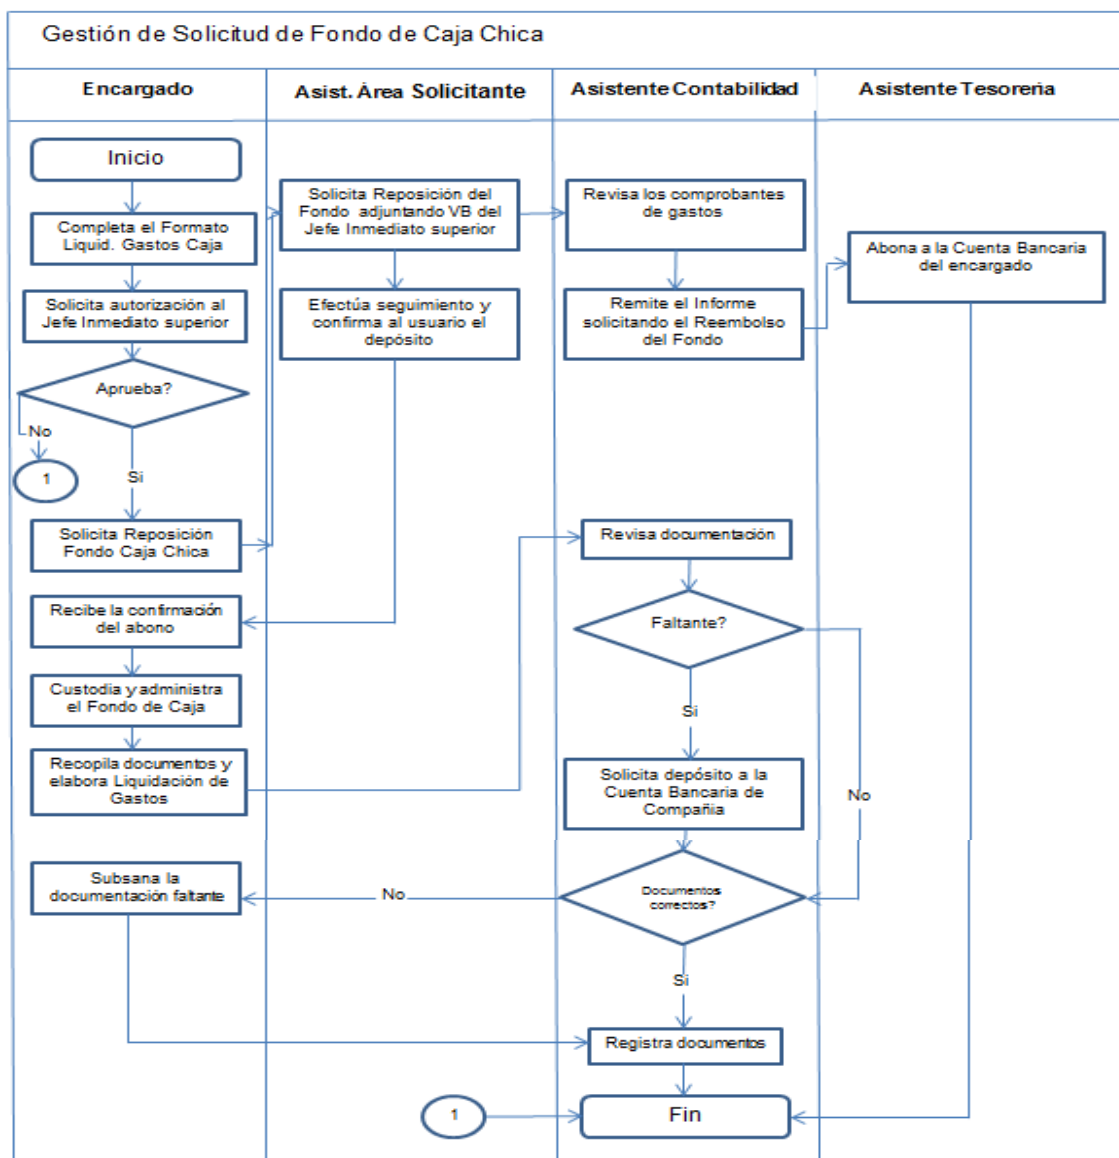 Gestión de Solicitud de Fondo de Caja Chica
Encargado
Asist. Área Solicitante
Asistente Contabilidad
Asistente Tesorería
Inicio
Completa el Formato
Liquid. Gastos Caja
Solicita autorización al
Jefe Inmediato superior
Aprueba?
No
1
Si
Solicita Reposición
Fondo Caja Chica
Recibe la confirmación
del abono
Custodia y administra
el Fondo de Caja
Recopila documentos y
elabora Liquidación de
Gastos
Subsana la
documentación faltante
Solicita Reposición del
Fondo adjuntando VB del
Jefe Inmediato superior
Efectúa seguimiento y
confirma al usuario el
depósito
No
1
Revisa los comprobantes
de gastos
Remite el Informe
solicitando el Reembolso
del Fondo
Revisa documentación
Faltante?
Si
Solicita depósito a la
Cuenta Bancaria de
Compañia
Documentos
correctos?
Si
Registra documentos
Fin
Abona a la Cuenta Bancaria
del encargado
No